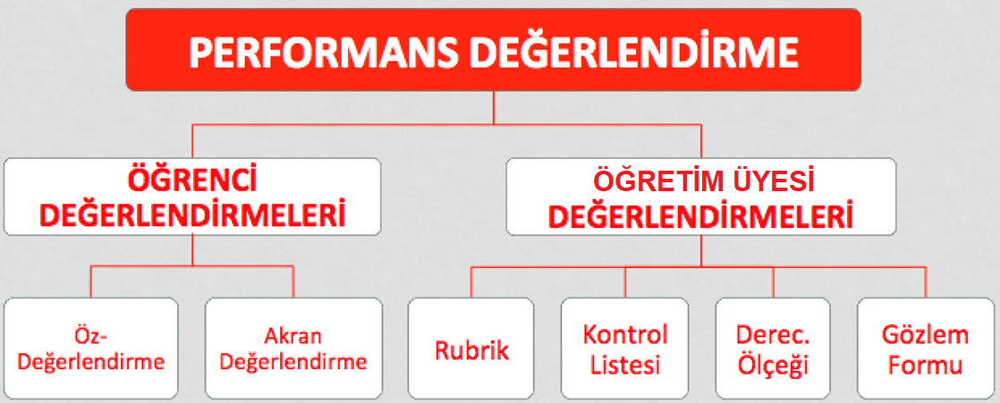 PERFORMANS DEĞERLENDİRME
ÖĞRENCİ
DEĞERLENDİRMELERİ
ÖĞRETİM ÜYESİ
DEĞERLENDİRMELERİ
Öz-
Değerlendirme
Akran
Değerlendirme
Rubrik
Kontrol
Listesi
Derec.
Ölçeği
Gözlem
Formu